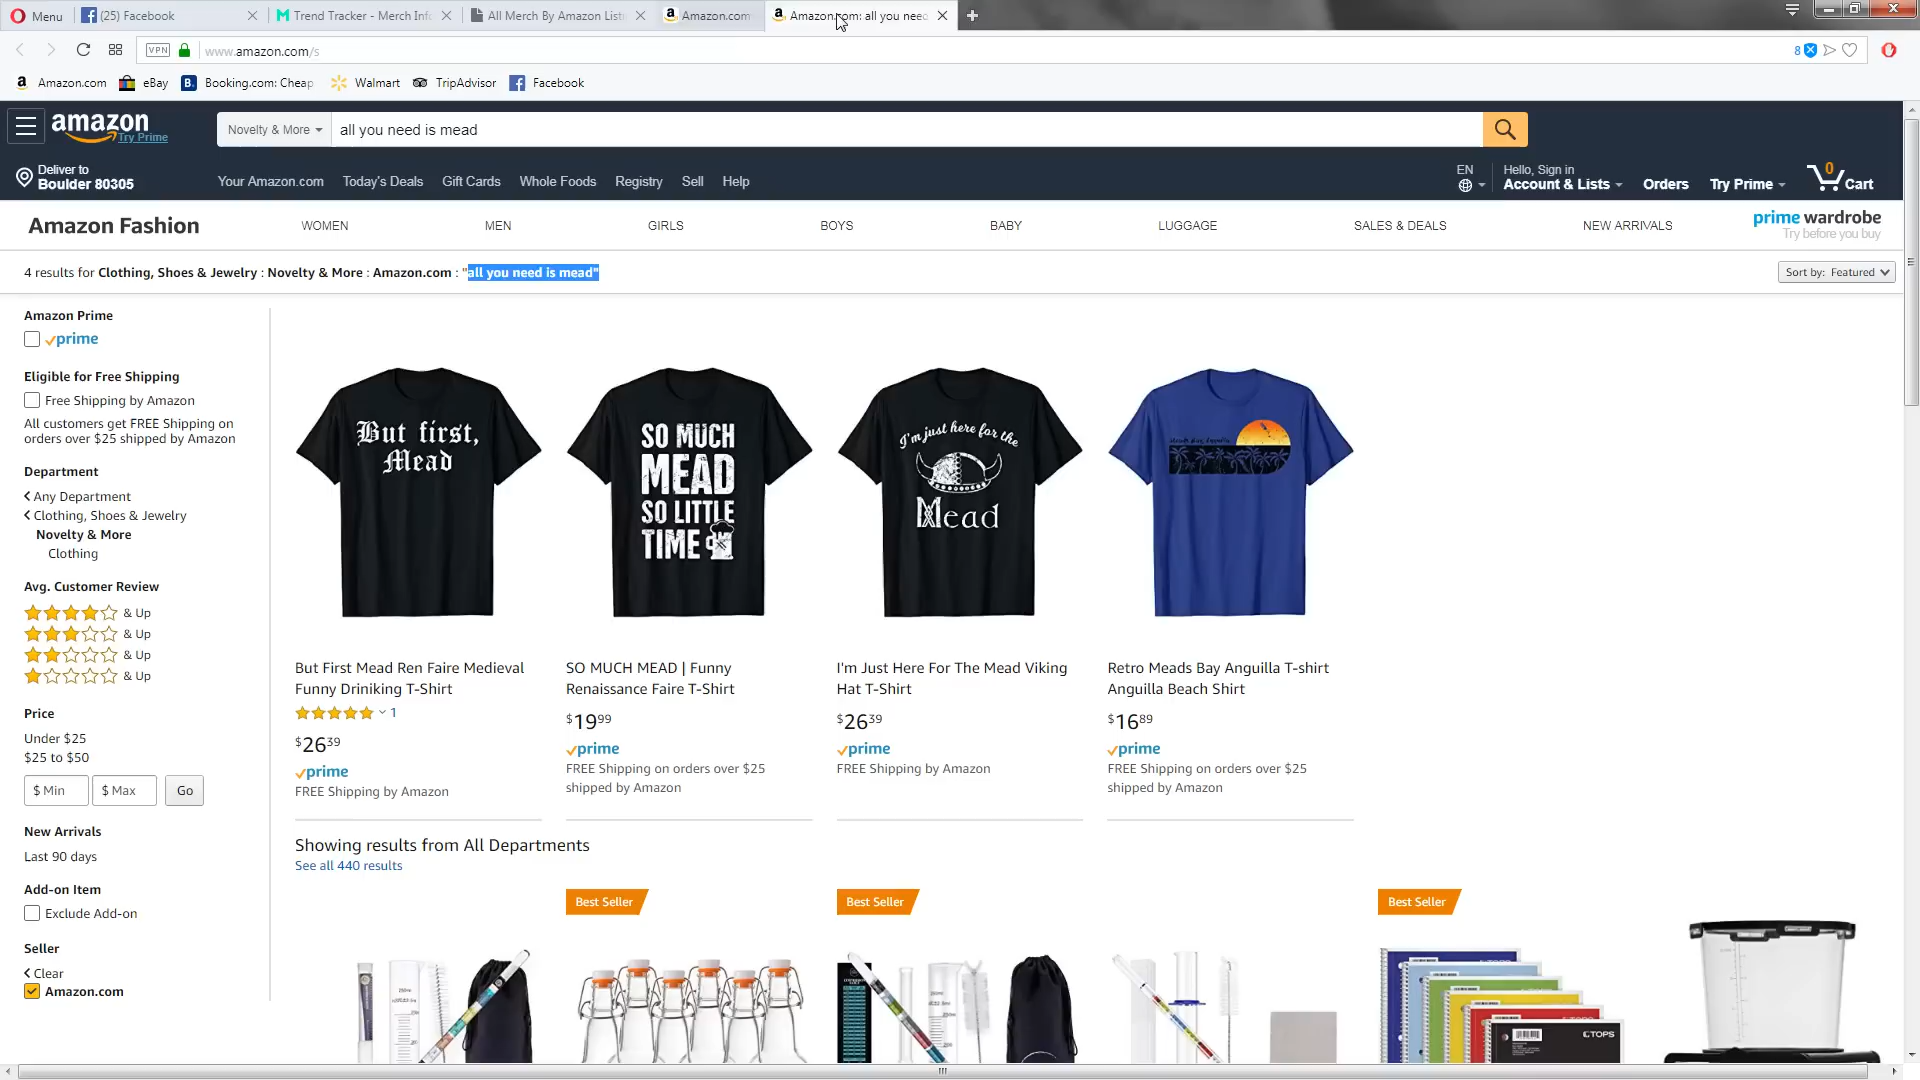 Menu
(25) Facebook
Trend Tracker - Merch Inf
All Merch By Amazon List
Amazon.com
Amazon.com: all you need
VPN
www.amazon.com/s
8
Amazon.com
eBay
Booking.com: Cheap
Walmart
TripAdvisor
Facebook
amazon
Try Prime
Novelty & More
all you need is mead
Deliver to
Boulder 80305
Your Amazon.com
Today's Deals
Gift Cards
Whole Foods
Registry
Sell
Help
EN
Hello, Sign in
Account & Lists
Orders
Try Prime
0
Cart
Amazon Fashion
WOMEN
MEN
GIRLS
BOYS
BABY
LUGGAGE
SALES & DEALS
NEW ARRIVALS
prime wardrobe
Try before you buy
4 results for Clothing, Shoes & Jewelry : Novelty & More : Amazon.com : "all you need is mead"
Sort by: Featured
Amazon Prime
prime
Eligible for Free Shipping
Free Shipping by Amazon
All customers get FREE Shipping on
orders over $25 shipped by Amazon
Department
Any Department
Clothing, Shoes & Jewelry
Novelty & More
Clothing
Avg. Customer Review
& Up
& Up
& Up
& Up
Price
Under $25
$25 to $50
$ Min
$ Max
Go
New Arrivals
Last 90 days
Add-on Item
Exclude Add-on
Seller
Clear
Amazon.com
But first,
Mead
SO MUCH
MEAD
SO LITTLE
TIME
I'm just here for the
Mead
But First Mead Ren Faire Medieval
Funny Driniking T-Shirt
1
$26.39
prime
FREE Shipping by Amazon
SO MUCH MEAD | Funny
Renaissance Faire T-Shirt
$19.99
prime
FREE Shipping on orders over $25
shipped by Amazon
I'm Just Here For The Mead Viking
Hat T-Shirt
$26.39
prime
FREE Shipping by Amazon
Retro Meads Bay Anguilla T-shirt
Anguilla Beach Shirt
$16.89
prime
FREE Shipping on orders over $25
shipped by Amazon
Showing results from All Departments
See all 440 results
Best Seller
Best Seller
Best Seller
TOPS